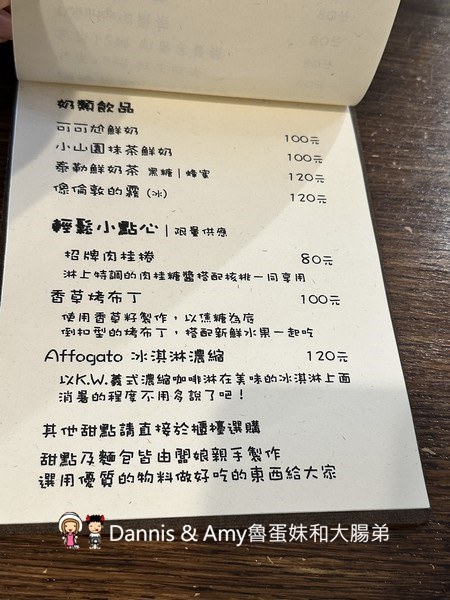 奶類飲品
可可尬鮮奶 100元
小山園抹茶鮮奶 100元
泰勒鮮奶茶 黑糖 | 蜂蜜 120元
像倫敦的霧 (冰) 120元
輕鬆小點心 | 限量供應
招牌肉桂捲 80元
淋上特調的肉桂糖醬搭配核桃一同享用
香草烤布丁 100元
使用香草籽製作，以焦糖為底
倒扣型的烤布丁，搭配新鮮水果一起吃
Affogato 冰淇淋濃縮 120元
以K.W.義式濃縮咖啡淋在美味的冰淇淋上面
消暑的程度不用多說了吧！
其他甜點請直接於櫃檯選購
甜點及麵包皆由闆娘親手製作
選用優質的物料做好吃的東西給大家
Dannis & Amy魯蛋妹和大腸弟